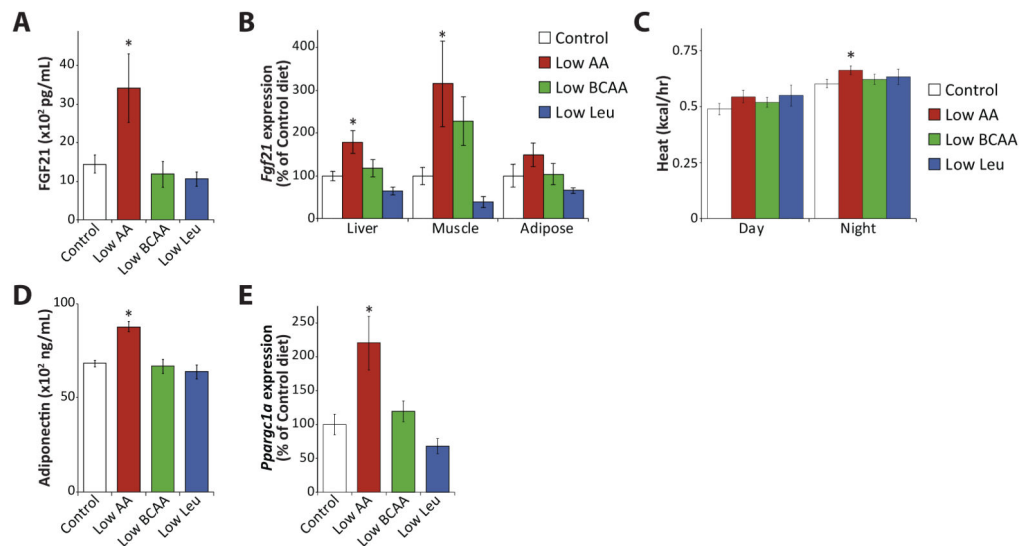 A
FGF21 (x10² pg/mL)
40
30
20
10
0
*
Control
Low AA
Low BCAA
Low Leu
B
Fgf21 expression
(% of Control diet)
400
300
200
100
0
*
*
Liver
Muscle
Adipose
Control
Low AA
Low BCAA
Low Leu
C
Heat (kcal/hr)
0.75
0.5
0.25
0
*
Day
Night
Control
Low AA
Low BCAA
Low Leu
D
Adiponectin (x10² ng/mL)
100
50
0
*
Control
Low AA
Low BCAA
Low Leu
E
Ppargc1a expression
(% of Control diet)
250
200
150
100
50
0
*
Control
Low AA
Low BCAA
Low Leu